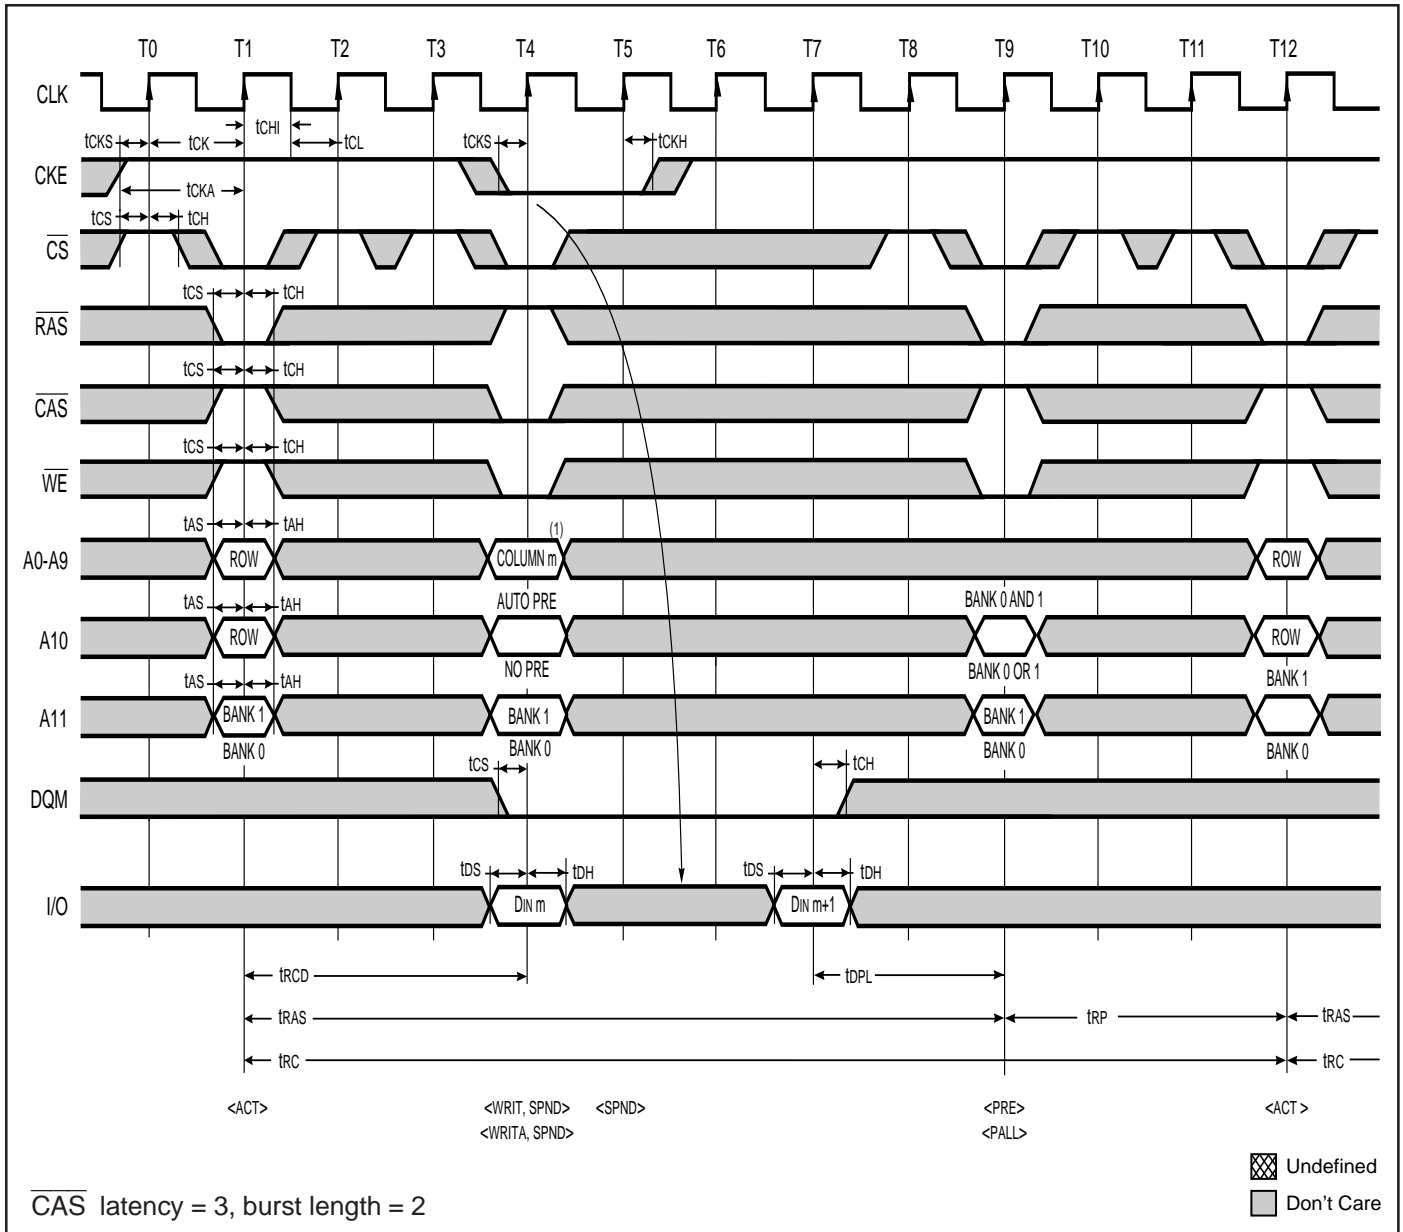 T0 T1 T2 T3 T4 T5 T6 T7 T8 T9 T10 T11 T12
CLK
tCHI
tCKS tCK tCL tCKS tCKH
CKE
tCKA
tCS tCH
CS
tCS tCH
RAS
tCS tCH
CAS
tCS tCH
WE
tAS tAH (1)
A0-A9 ROW COLUMN m ROW
tAS tAH AUTO PRE BANK 0 AND 1
A10 ROW ROW
NO PRE BANK 0 OR 1 BANK 1
tAS tAH
A11 BANK 1 BANK 1 BANK 1
BANK 0 BANK 0 BANK 0 BANK 0
tCS tCH
DQM
tDS tDH tDS tDH
I/O DIN m DIN m+1
tRCD tDPL
tRAS tRP tRAS
tRC tRC
<ACT> <WRIT, SPND> <SPND> <PRE> <ACT >
<WRITA, SPND> <PALL>
Undefined
CAS latency = 3, burst length = 2 Don't Care